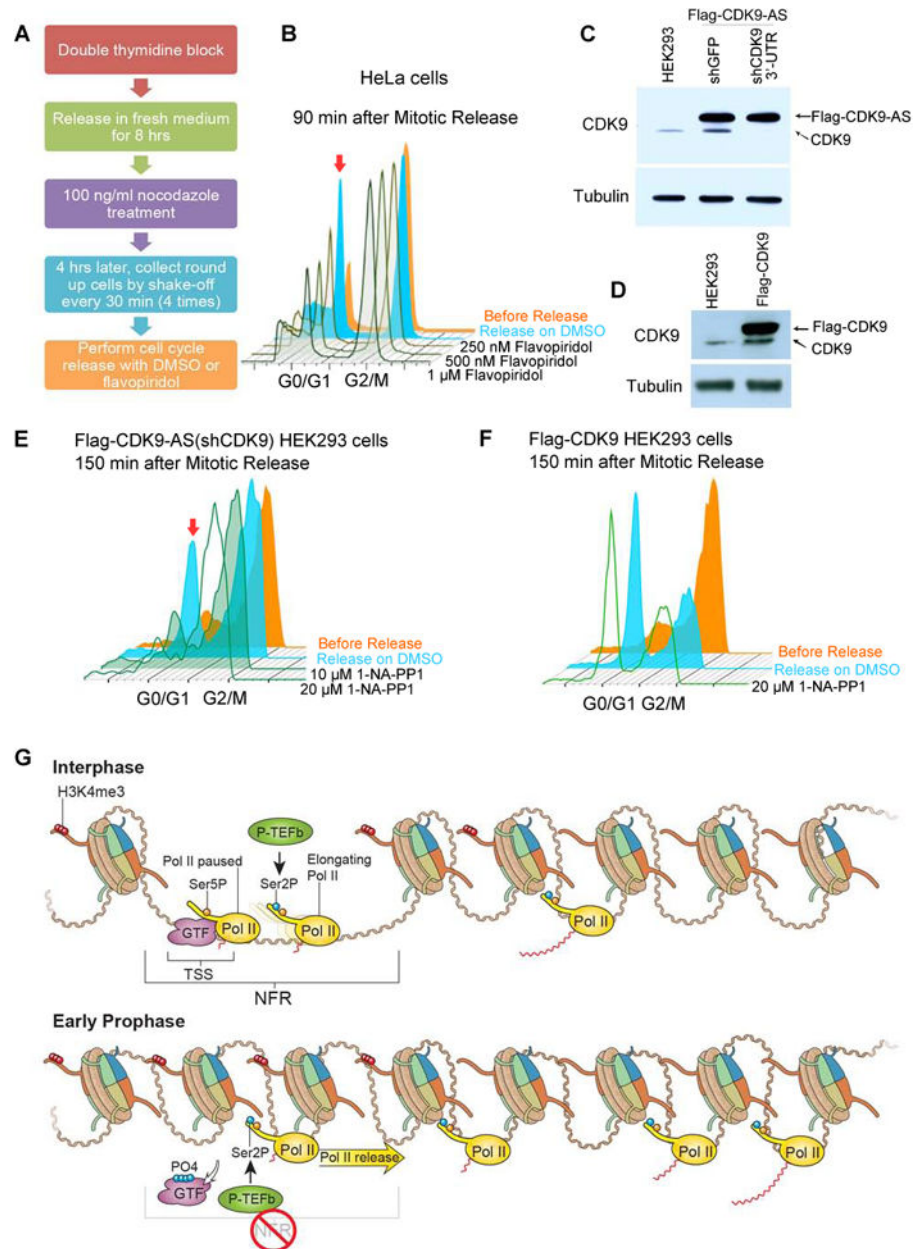 A
Double thymidine block
Release in fresh medium
for 8 hrs
100 ng/ml nocodazole
treatment
4 hrs later, collect round
up cells by shake-off
every 30 min (4 times)
Perform cell cycle
release with DMSO or
flavopiridol
B
HeLa cells
90 min after Mitotic Release
Before Release
Release on DMSO
250 nM Flavopiridol
500 nM Flavopiridol
1 µM Flavopiridol
G0/G1
G2/M
C
Flag-CDK9-AS
HEK293
shGFP
shCDK9
3'-UTR
CDK9
Flag-CDK9-AS
CDK9
Tubulin
D
HEK293
Flag-CDK9
CDK9
Flag-CDK9
CDK9
Tubulin
E
Flag-CDK9-AS(shCDK9) HEK293 cells
150 min after Mitotic Release
Before Release
Release on DMSO
10 µM 1-NA-PP1
20 µM 1-NA-PP1
G0/G1
G2/M
F
Flag-CDK9 HEK293 cells
150 min after Mitotic Release
Before Release
Release on DMSO
20 µM 1-NA-PP1
G0/G1 G2/M
G
Interphase
H3K4me3
P-TEFb
Pol II paused
Elongating
Pol II
Ser5P
Ser2P
GTF
Pol II
Pol II
Pol II
TSS
NFR
Early Prophase
Ser2P
Pol II
Pol II release
Pol II
Pol II
Pol II
PO4
GTF
P-TEFb
NFR